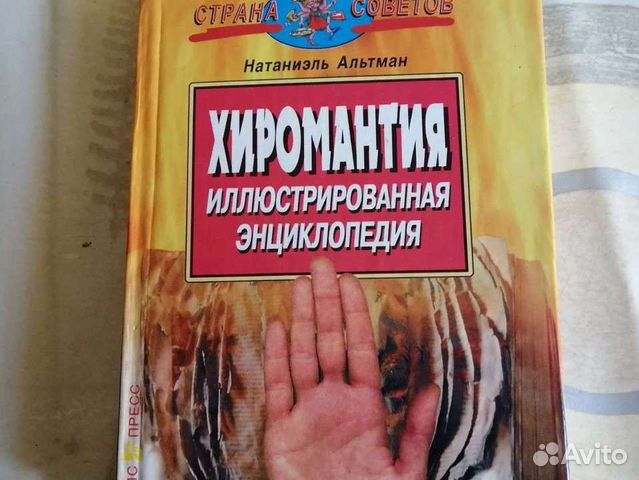 СТРАНА СОВЕТОВ
Натаниэль Альтман
ХИРОМАНТИЯ
ИЛЛЮСТРИРОВАННАЯ
ЭНЦИКЛОПЕДИЯ
ПРЕСС
Avito